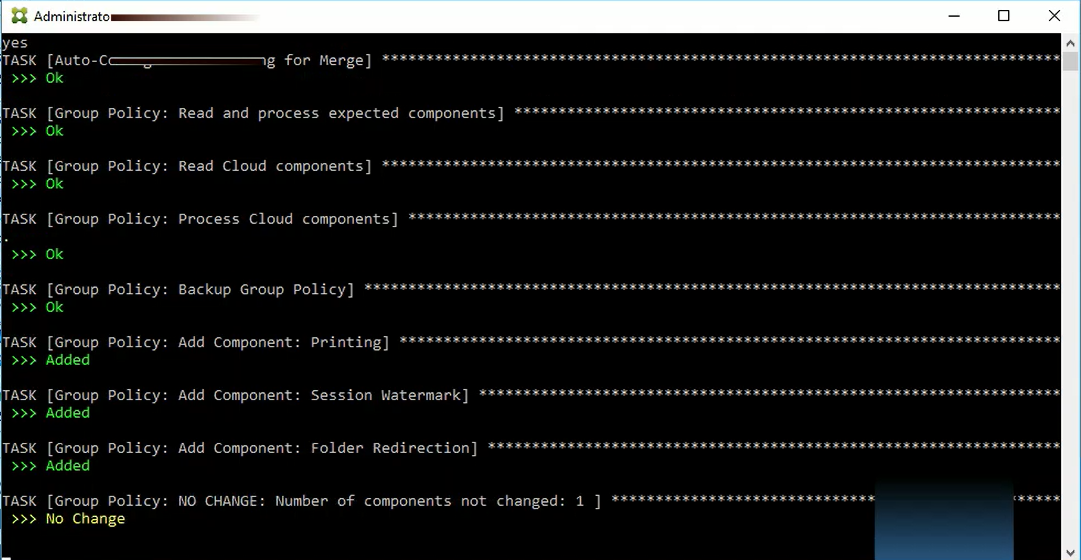 Administrato
yes
TASK [Auto-C g for Merge] *****************************************************************************
>>> Ok
TASK [Group Policy: Read and process expected components] **************************************************************
>>> Ok
TASK [Group Policy: Read Cloud components] *****************************************************************************
>>> Ok
TASK [Group Policy: Process Cloud components] **************************************************************************
.
>>> Ok
TASK [Group Policy: Backup Group Policy] *******************************************************************************
>>> Ok
TASK [Group Policy: Add Component: Printing] ***************************************************************************
>>> Added
TASK [Group Policy: Add Component: Session Watermark] ******************************************************************
>>> Added
TASK [Group Policy: Add Component: Folder Redirection] *****************************************************************
>>> Added
TASK [Group Policy: NO CHANGE: Number of components not changed: 1 ] ****************************** *****
>>> No Change